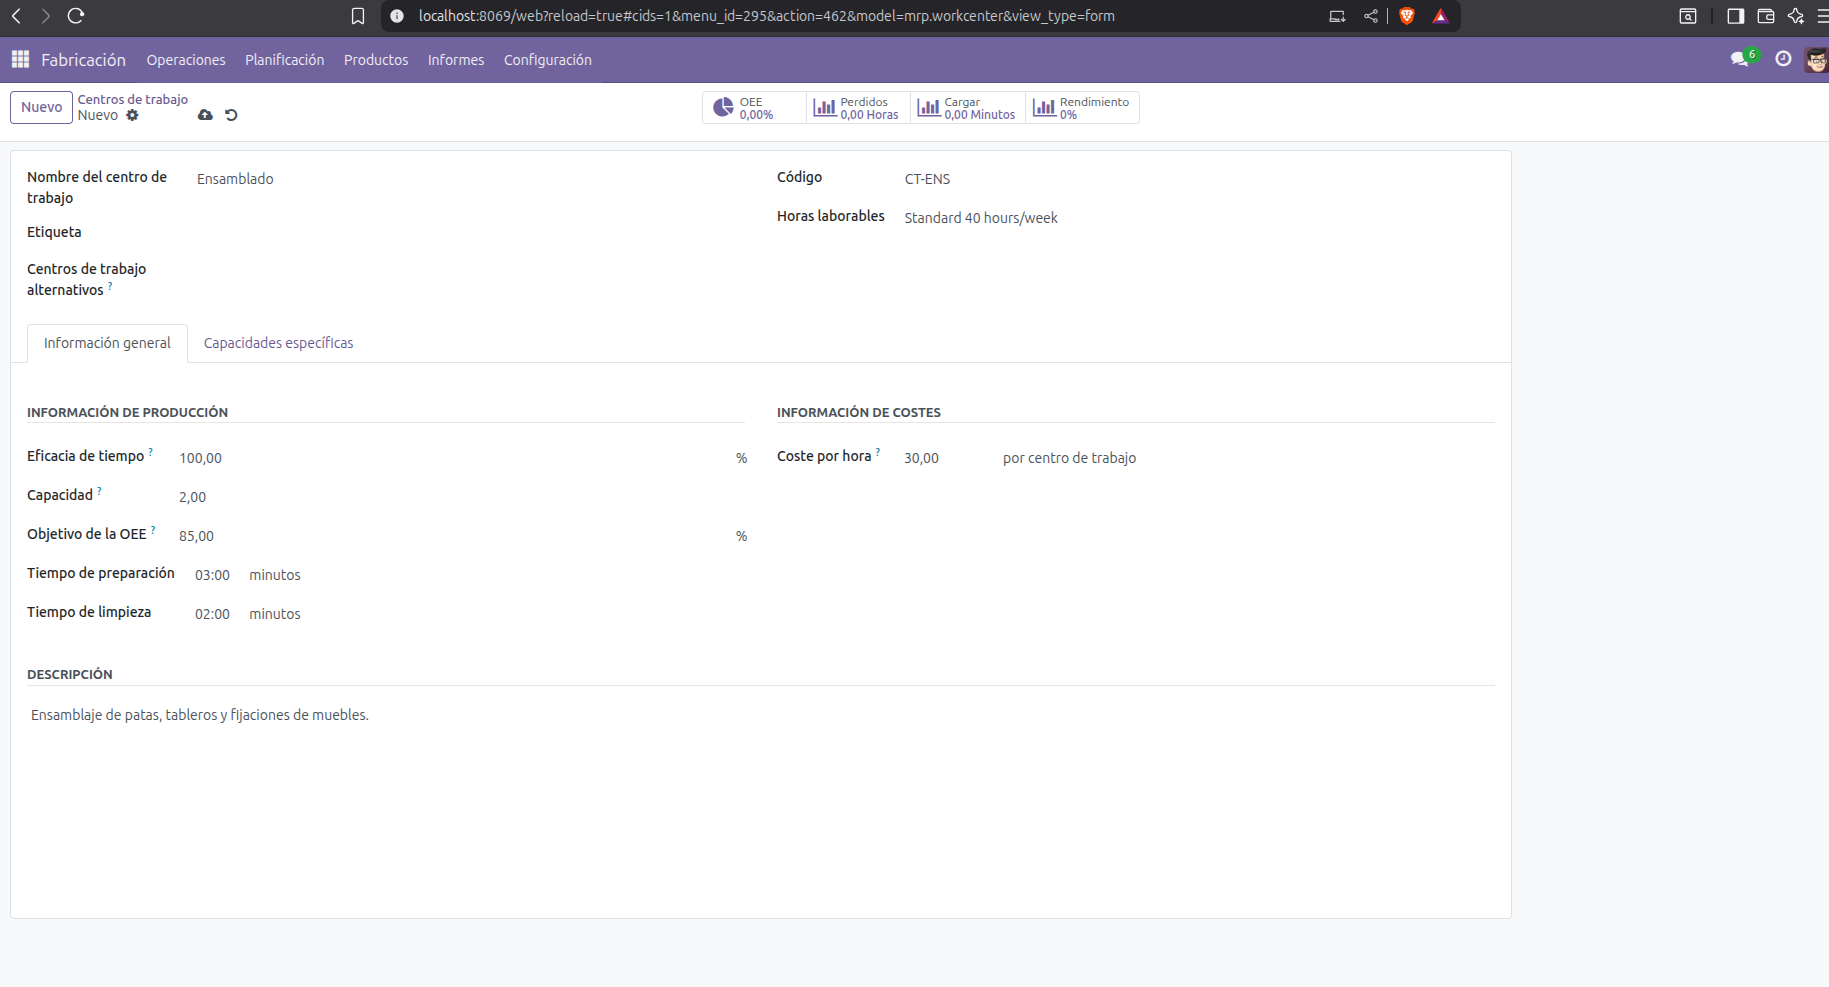 localhost:8069/web?reload=true#cids=1&menu_id=295&action=462&model=mrp.workcenter&view_type=form
Fabricación Operaciones Planificación Productos Informes Configuración 6
Nuevo Centros de trabajo
Nuevo
OEE
0,00%
Perdidos
0,00 Horas
Cargar
0,00 Minutos
Rendimiento
0%
Nombre del centro de trabajo Ensamblado
Código CT-ENS
Horas laborables Standard 40 hours/week
Etiqueta
Centros de trabajo alternativos ?
Información general Capacidades específicas
INFORMACIÓN DE PRODUCCIÓN
Eficacia de tiempo ? 100,00 %
Capacidad ? 2,00
Objetivo de la OEE ? 85,00 %
Tiempo de preparación 03:00 minutos
Tiempo de limpieza 02:00 minutos
INFORMACIÓN DE COSTES
Coste por hora ? 30,00 por centro de trabajo
DESCRIPCIÓN
Ensamblaje de patas, tableros y fijaciones de muebles.